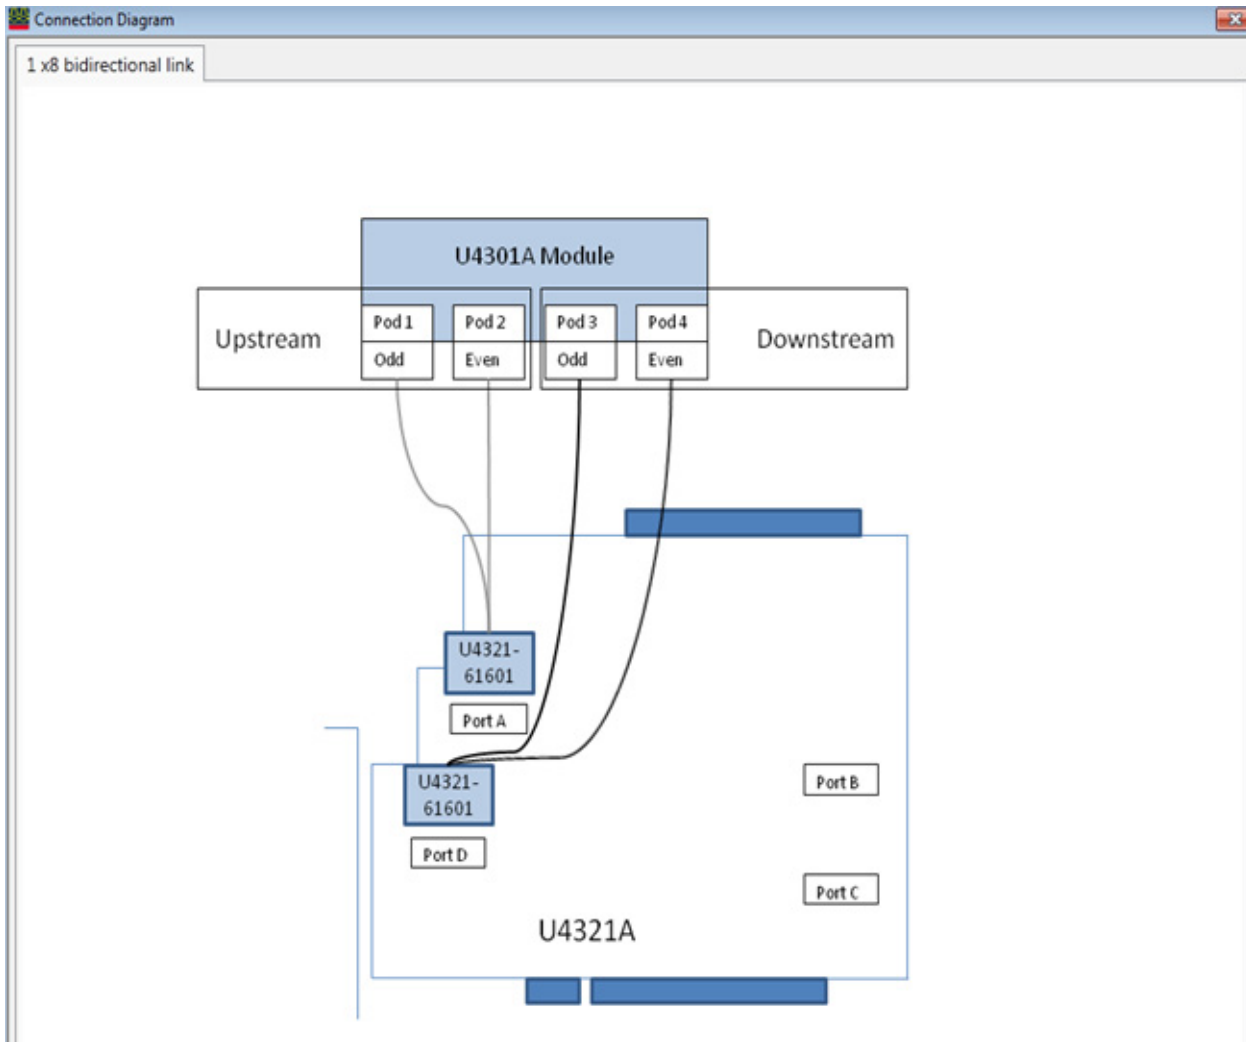 Connection Diagram
1 x8 bidirectional link
U4301A Module
Upstream
Pod 1
Pod 2
Pod 3
Pod 4
Downstream
Odd
Even
Odd
Even
U4321-
61601
Port A
U4321-
61601
Port B
Port D
Port C
U4321A